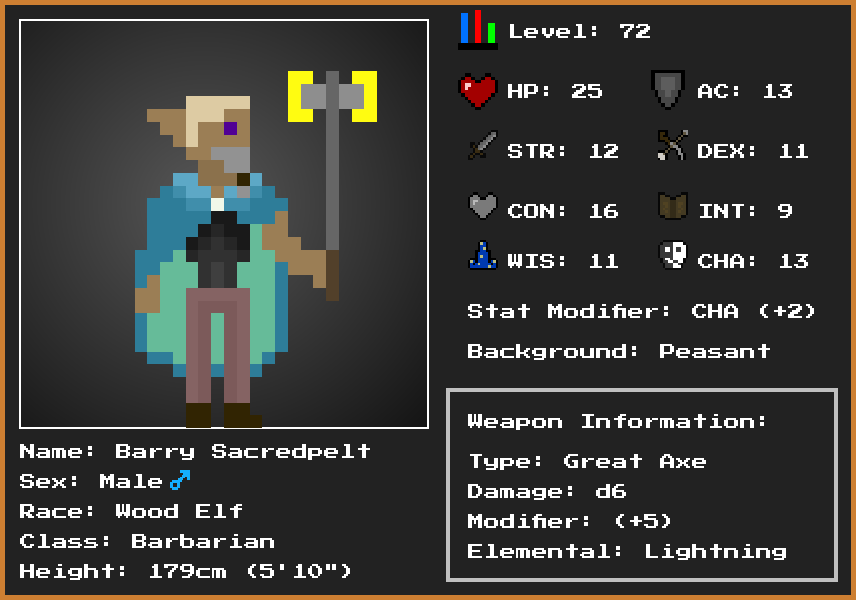 Level: 72
HP: 25 AC: 13
STR: 12 DEX: 11
CON: 16 INT: 9
WIS: 11 CHA: 13
Stat Modifier: CHA (+2)
Background: Peasant
Weapon Information:
Type: Great Axe
Damage: d6
Modifier: (+5)
Elemental: Lightning
Name: Barry Sacredpelt
Sex: Male ♂
Race: Wood Elf
Class: Barbarian
Height: 179cm (5'10")